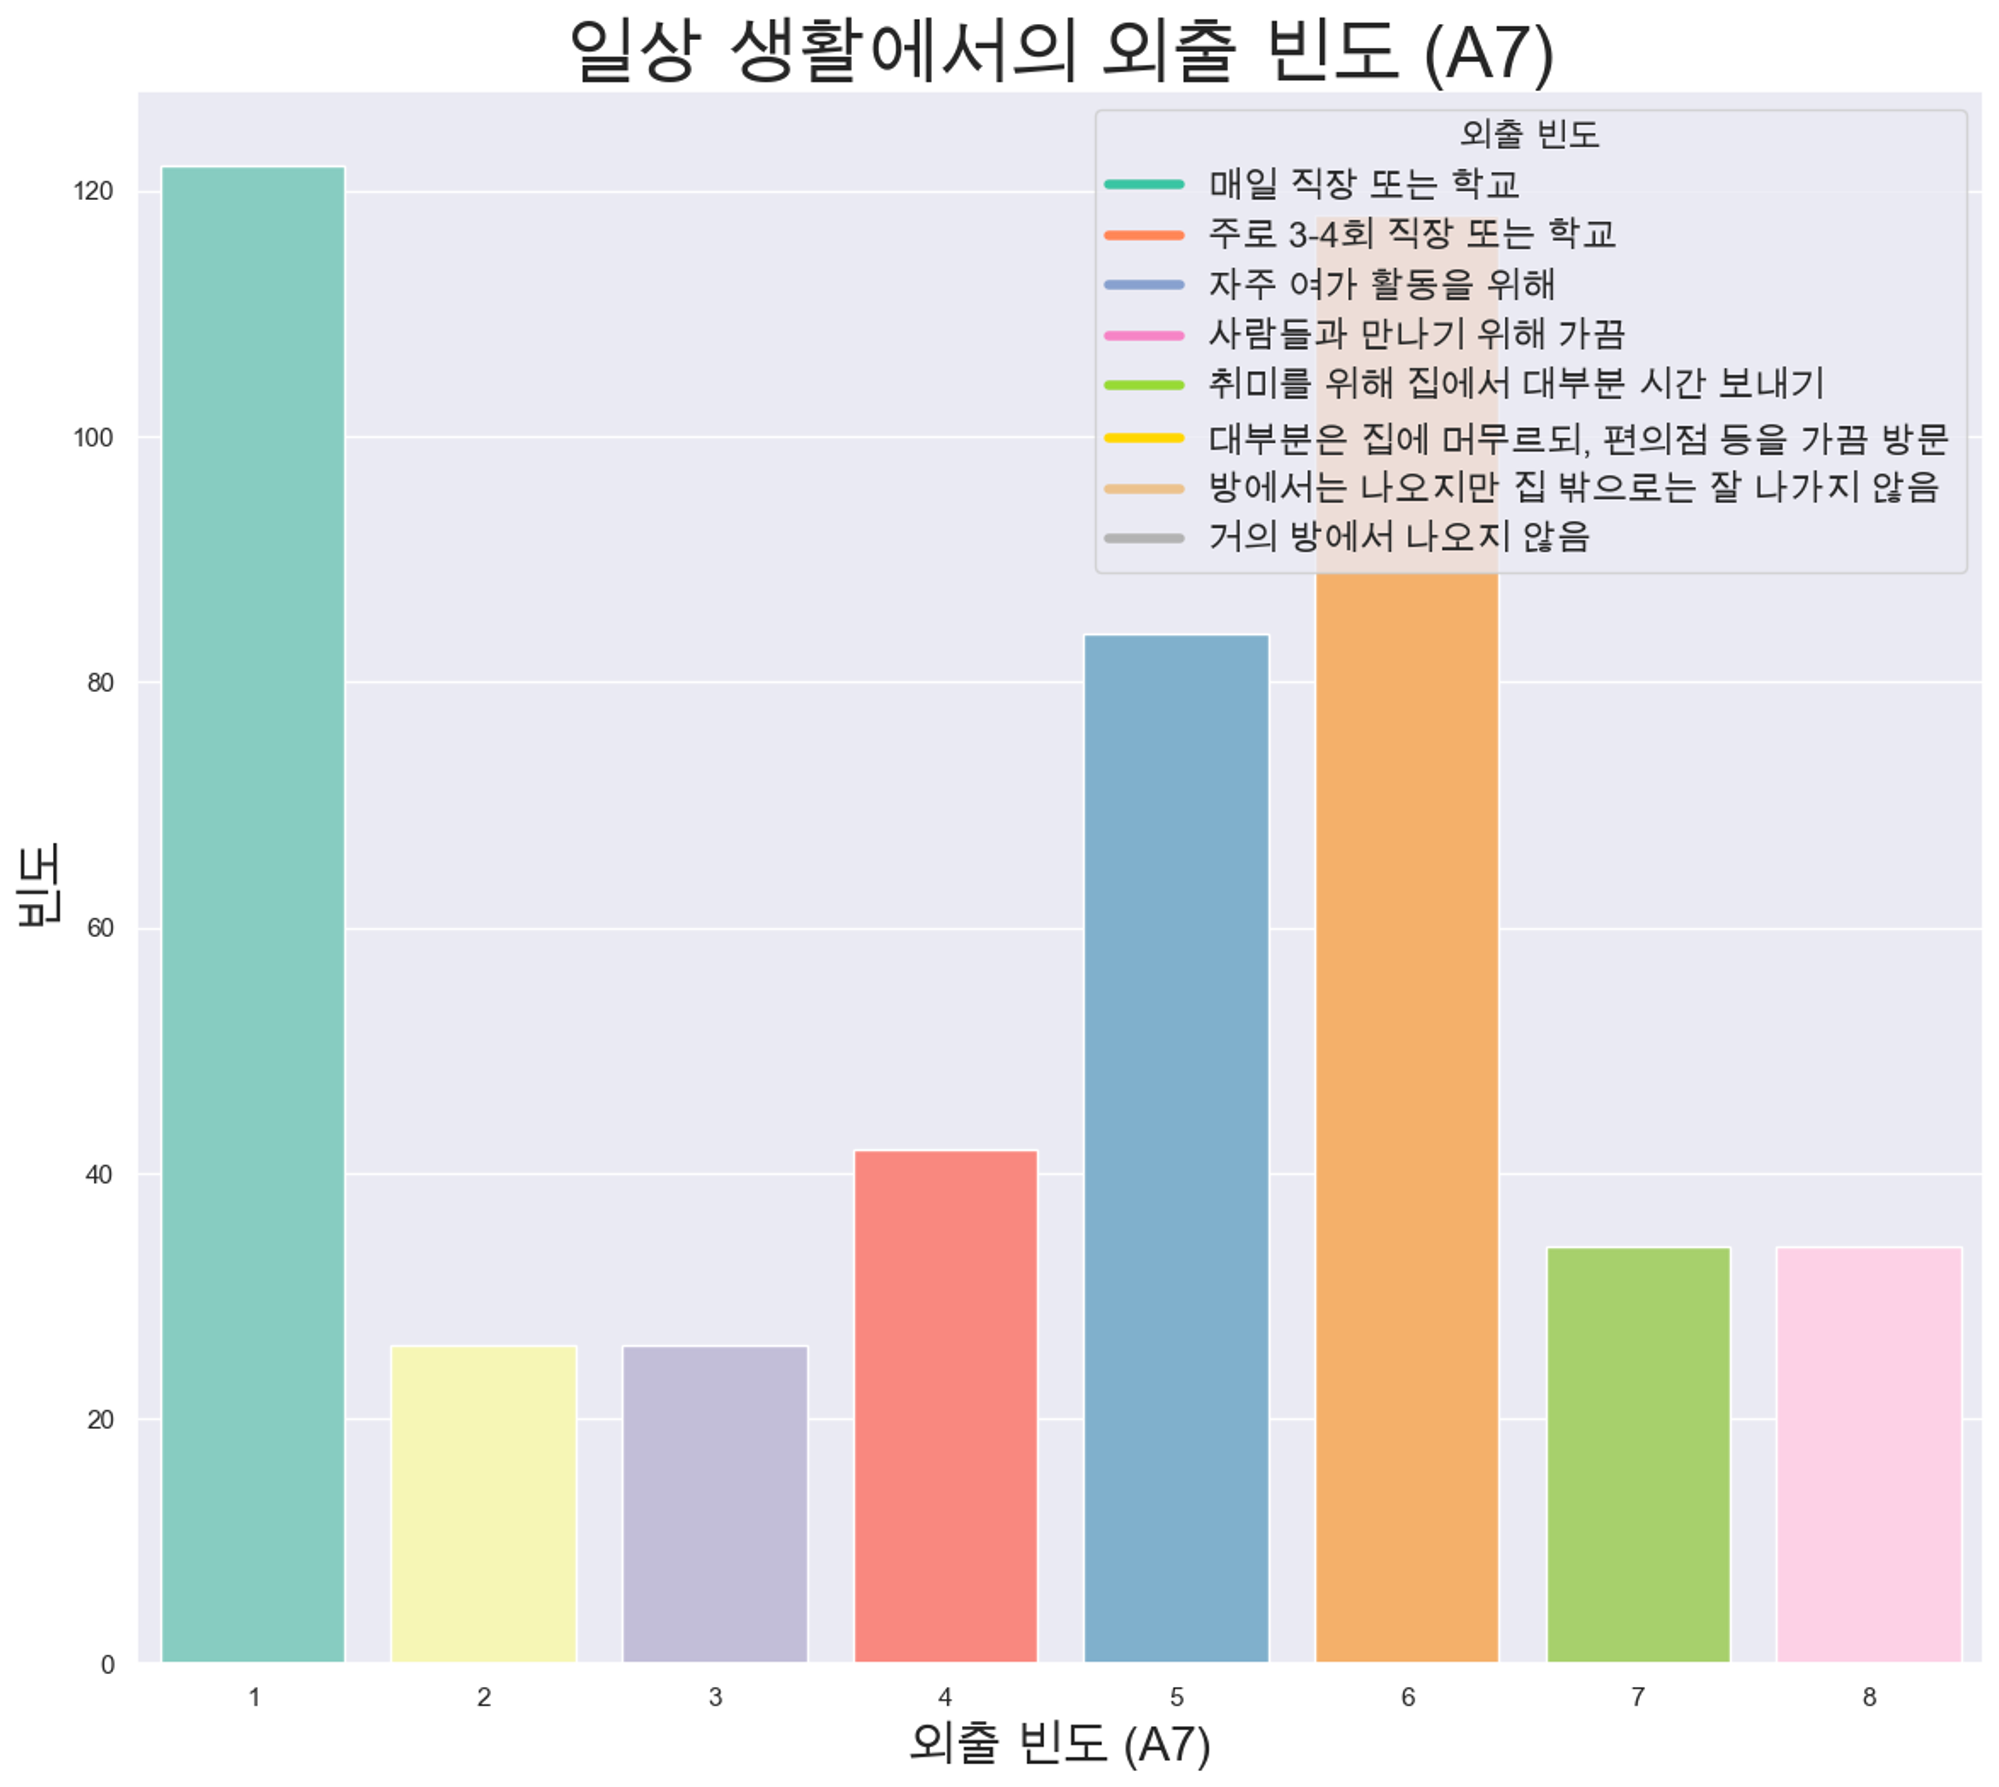 일상 생활에서의 외출 빈도 (A7)
외출 빈도
매일 직장 또는 학교
주로 3-4회 직장 또는 학교
자주 여가 활동을 위해
사람들과 만나기 위해 가끔
취미를 위해 집에서 대부분 시간 보내기
대부분은 집에 머무르되, 편의점 등을 가끔 방문
방에서는 나오지만 집 밖으로는 잘 나가지 않음
거의 방에서 나오지 않음
빈도
120
100
80
60
40
20
0
1 2 3 4 5 6 7 8
외출 빈도 (A7)